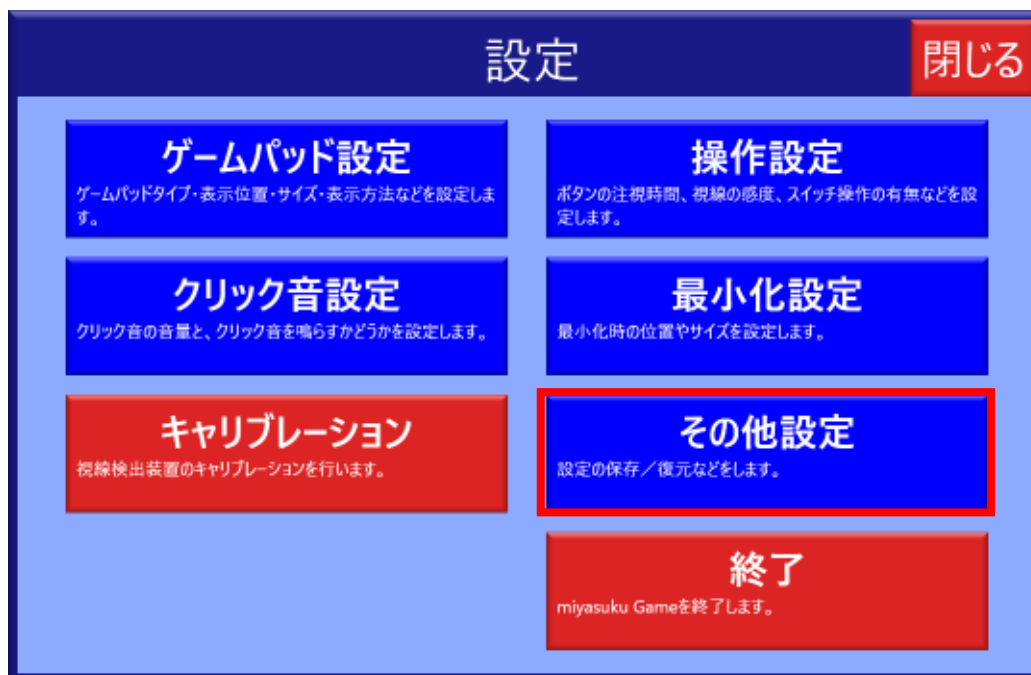 設定
閉じる
ゲームパッド設定
ゲームパッドタイプ・表示位置・サイズ・表示方法などを設定しま
す。
操作設定
ボタンの注視時間、視線の感度、スイッチ操作の有無などを設
定します。
クリック音設定
クリック音の音量と、クリック音を鳴らすかどうかを設定します。
最小化設定
最小化時の位置やサイズを設定します。
キャリブレーション
視線検出装置のキャリブレーションを行います。
その他設定
設定の保存／復元などをします。
終了
miyasuku Gameを終了します。